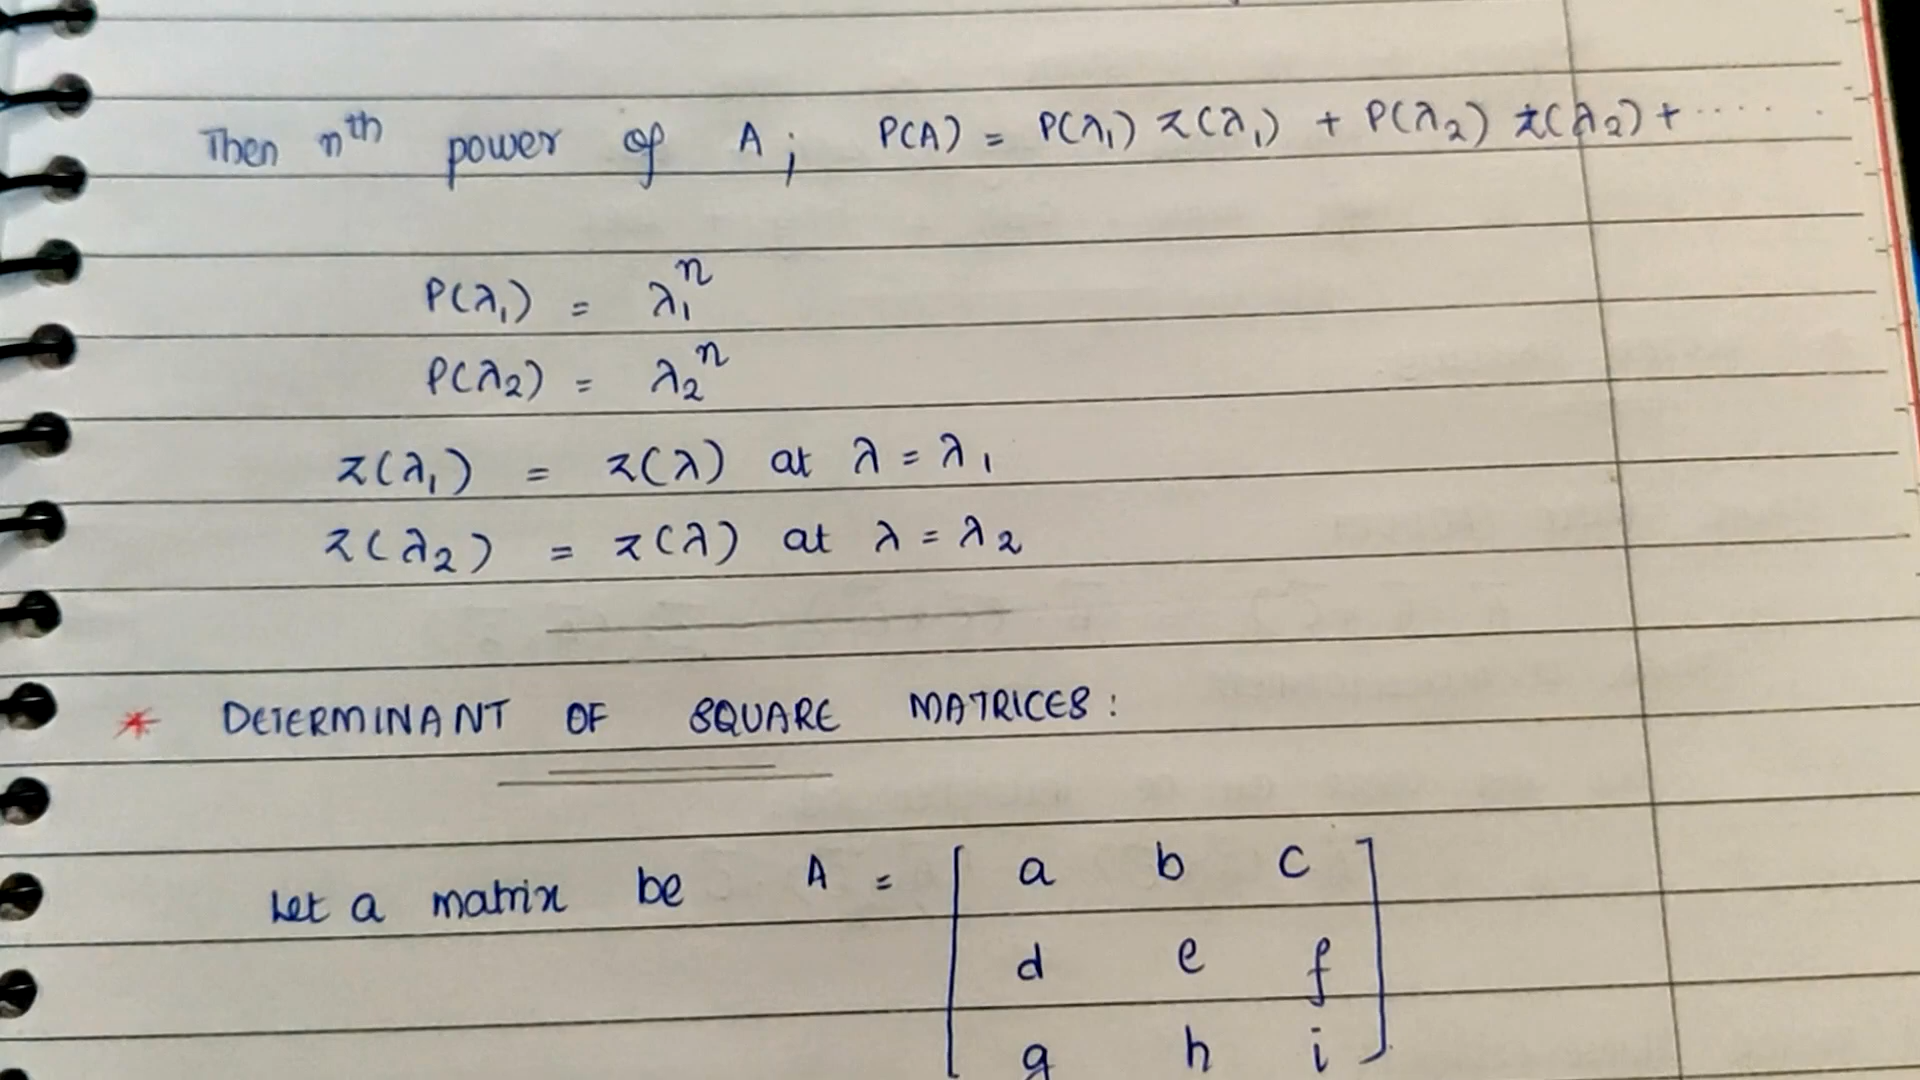 Then nth power of A; P(A) = P(λ1) z(λ1) + P(λ2) z(λ2) + ......
P(λ1) = λ1^n
P(λ2) = λ2^n
z(λ1) = z(λ) at λ = λ1
z(λ2) = z(λ) at λ = λ2
* DETERMINANT OF SQUARE MATRICES:
Let a matrix be A = [ a b c
d e f
g h i ]